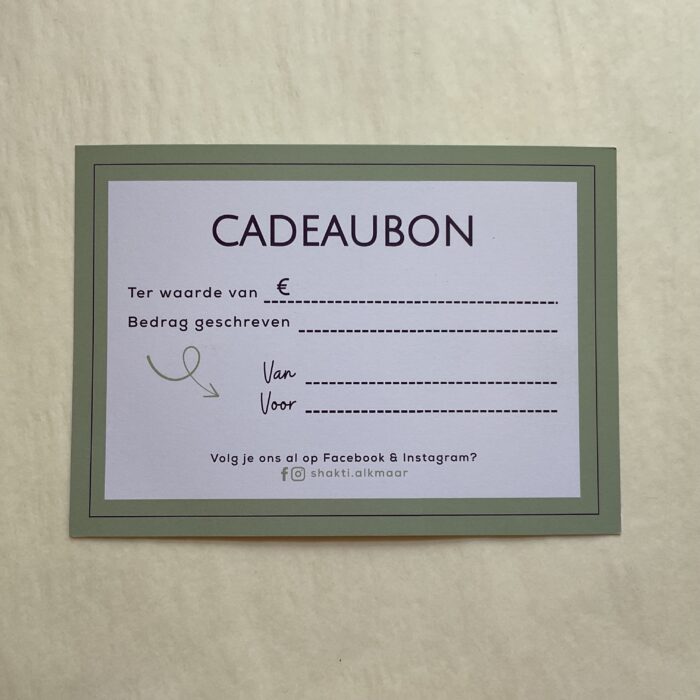 CADEAUBON
Ter waarde van €
Bedrag geschreven
Van
Voor
Volg je ons al op Facebook & Instagram?
shakti.alkmaar